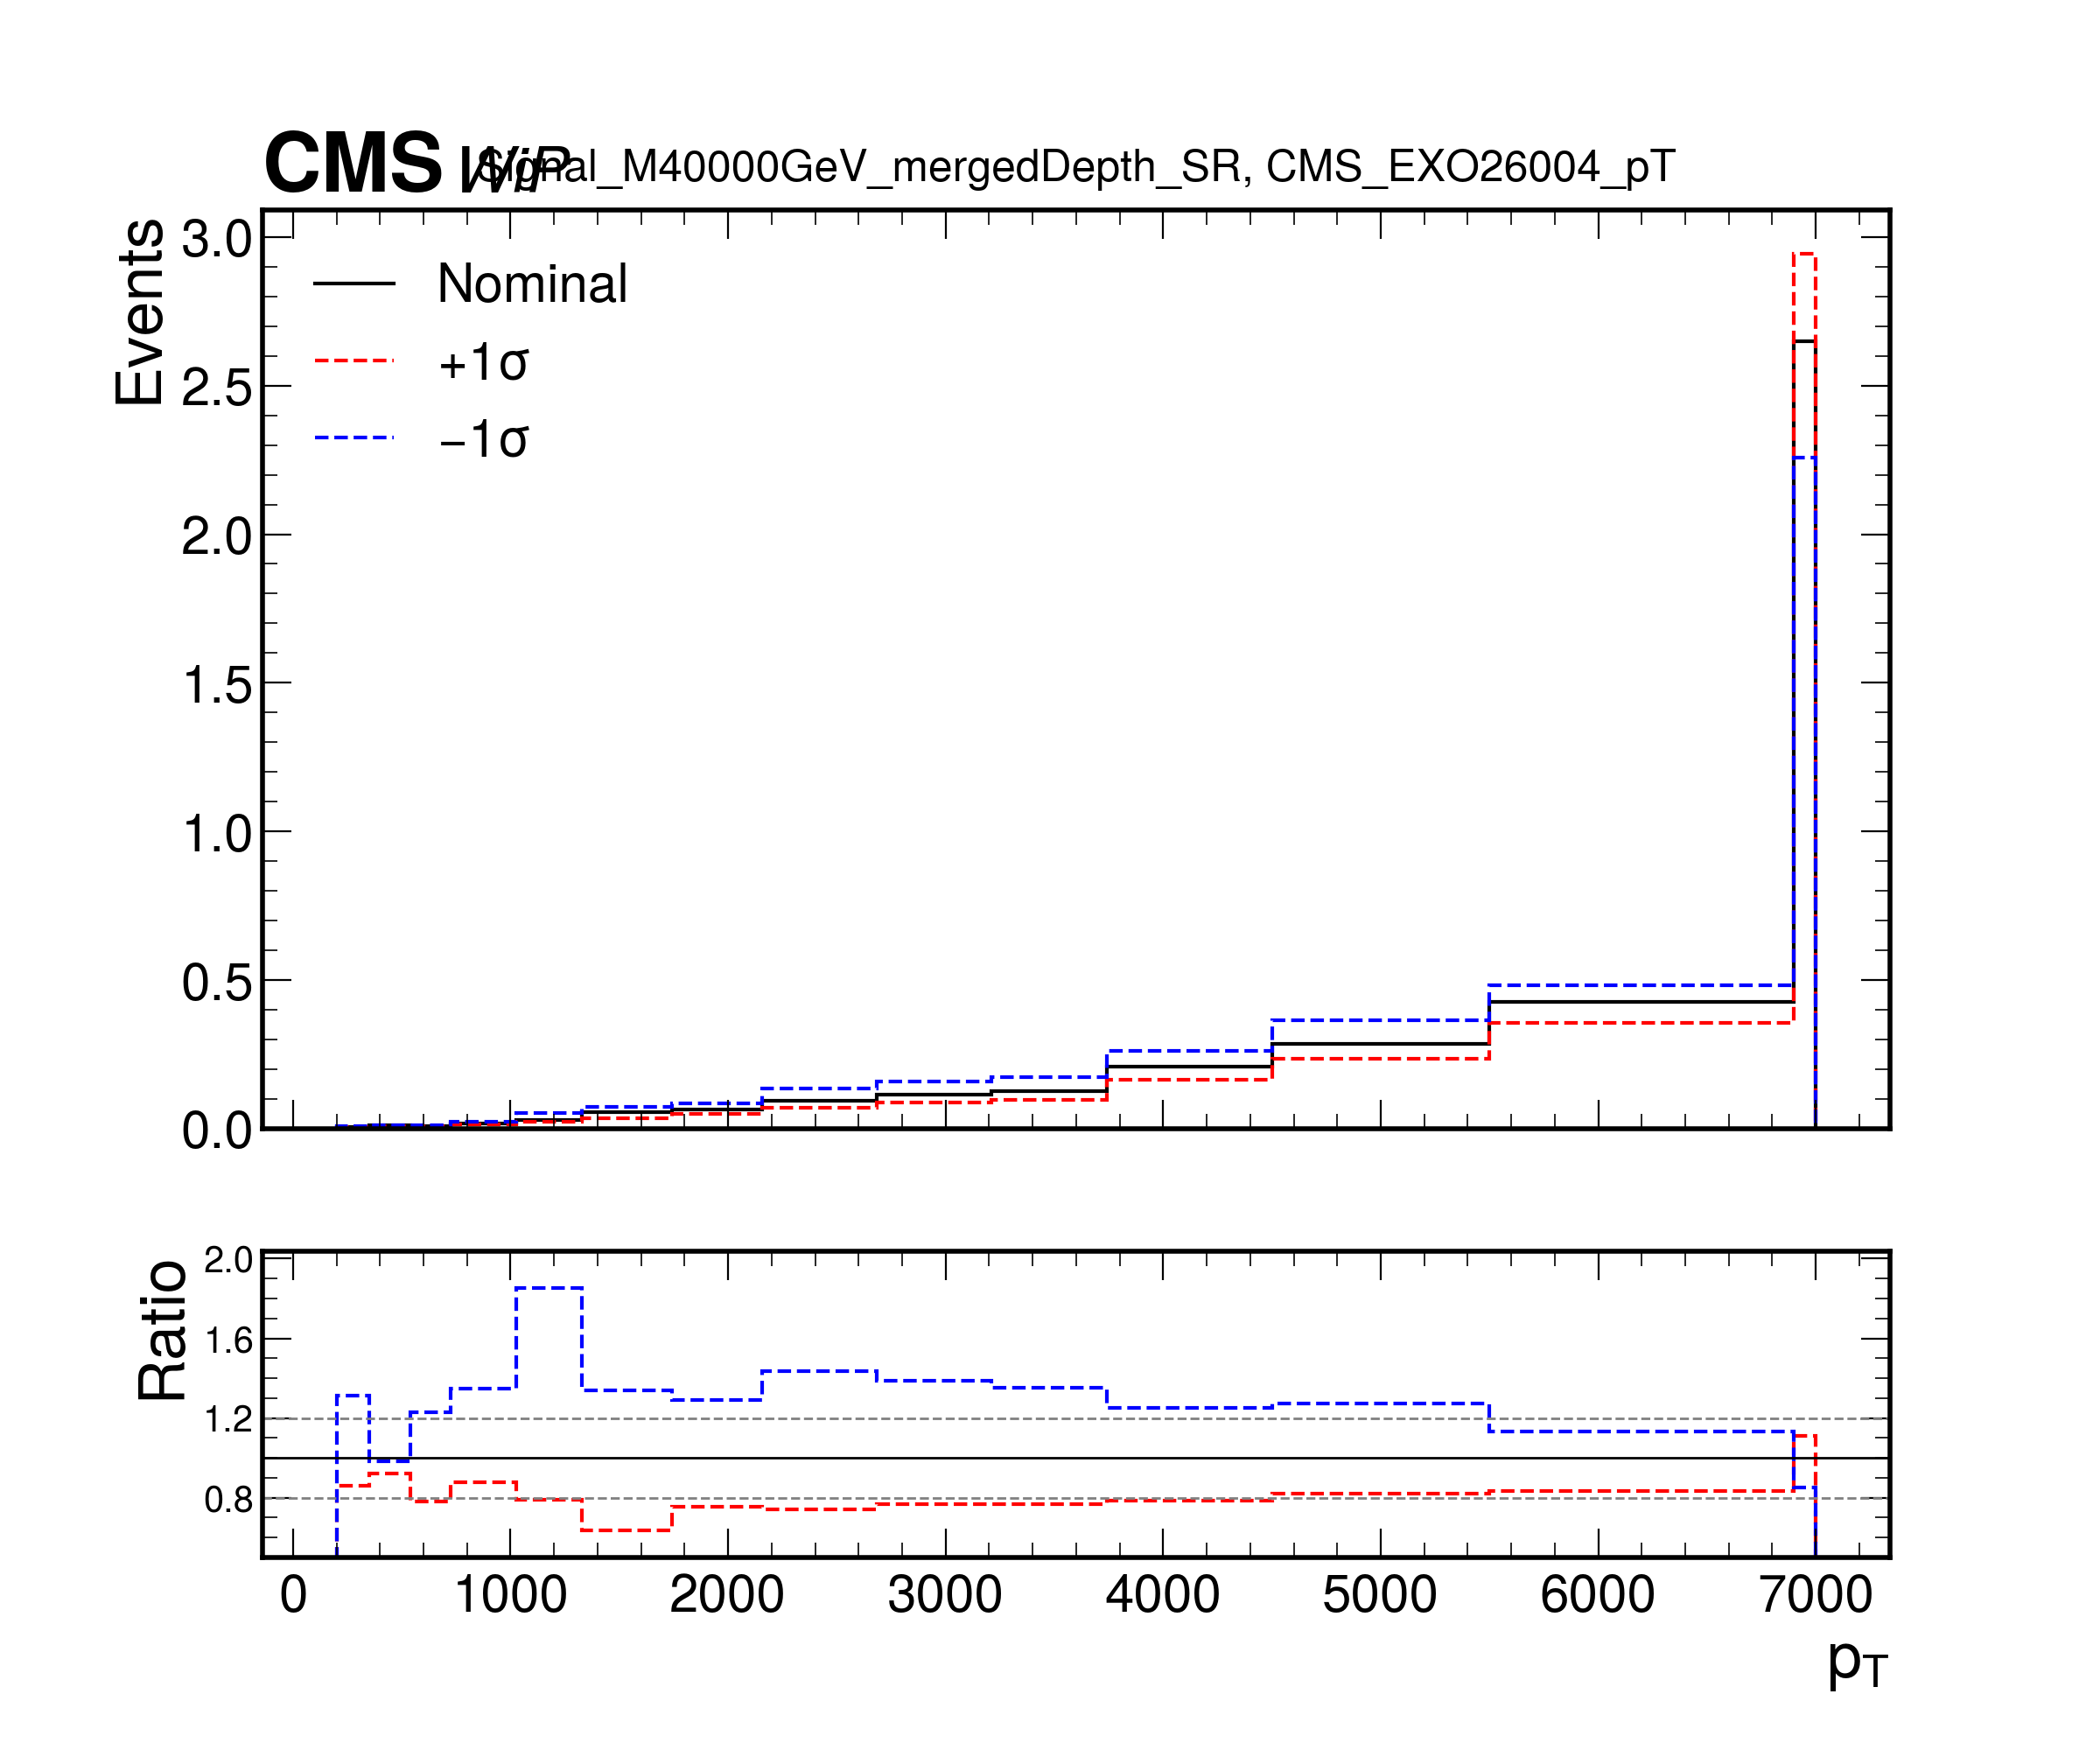 CMS WiP Signal_M40000GeV_mergedDepth_SR, CMS_EXO26004_pT
Events
3.0
2.5
2.0
1.5
1.0
0.5
0.0
Nominal
+1σ
−1σ
Ratio
2.0
1.6
1.2
0.8
0 1000 2000 3000 4000 5000 6000 7000
pT